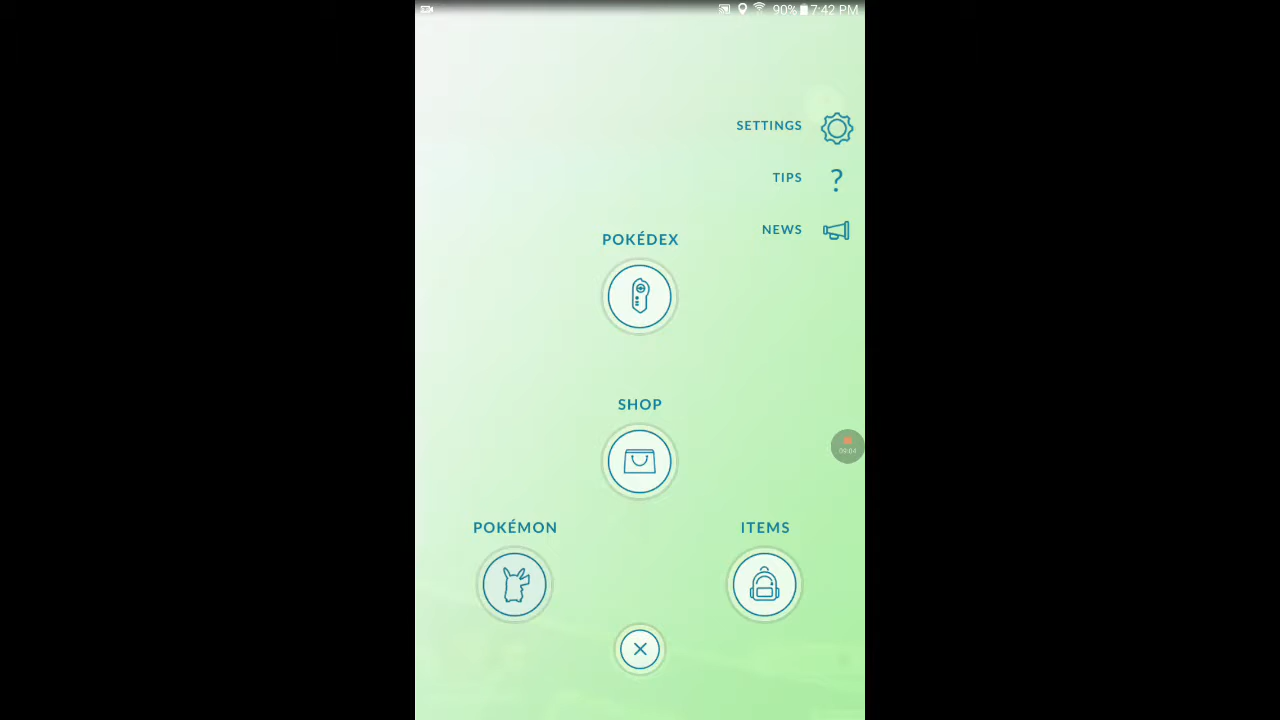 90% 7:42 PM
SETTINGS
TIPS
?
NEWS
POKÉDEX
SHOP
POKÉMON
ITEMS